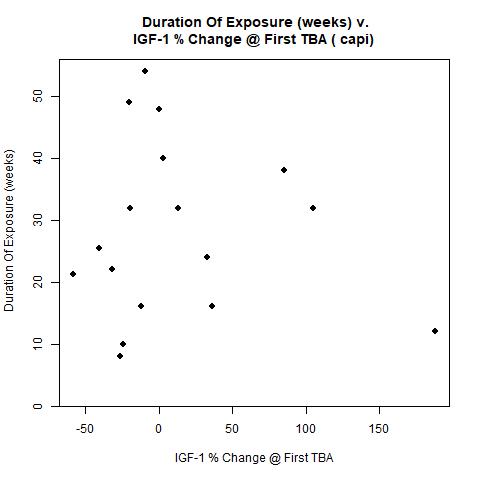 Duration Of Exposure (weeks) v.
IGF-1 % Change @ First TBA ( capi)
Duration Of Exposure (weeks)
50
40
30
20
10
0
-50 0 50 100 150
IGF-1 % Change @ First TBA